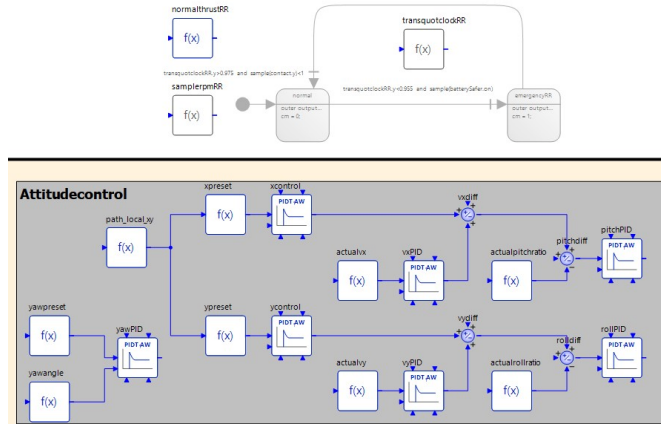 normalthrustRR
f(x)
transquotclockRR
f(x)
transquotclockRR.y>0.975 and sample(contact.y)<1
samplerpmRR
f(x)
normal
outer output...
cm = 0;
transquotclockRR.y<0.955 and sample(batterySafer.on)
emergancyRR
outer output...
cm = 1;
Attitudecontrol
path_local_xy
f(x)
xpreset
f(x)
xcontrol
PIDT AW
vxdiff
actualvx
f(x)
vxPID
PIDT AW
actualpitchratio
f(x)
pitchdiff
pitchPID
PIDT AW
yawpreset
f(x)
yawPID
PIDT AW
yawangle
f(x)
ypreset
f(x)
ycontrol
PIDT AW
vydiff
actualvy
f(x)
vyPID
PIDT AW
actualrollratio
f(x)
rolldiff
rollPID
PIDT AW